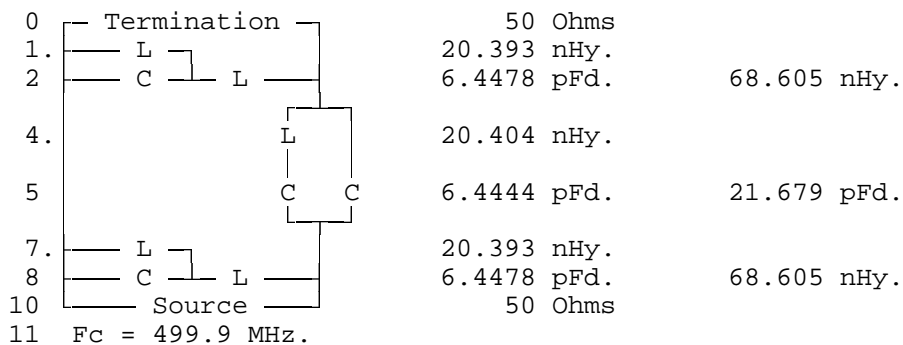 0 Termination 50 Ohms
1. L 20.393 nHy.
2 C L 6.4478 pFd. 68.605 nHy.
4. L 20.404 nHy.
5 C C 6.4444 pFd. 21.679 pFd.
7. L 20.393 nHy.
8 C L 6.4478 pFd. 68.605 nHy.
10 Source 50 Ohms
11 Fc = 499.9 MHz.